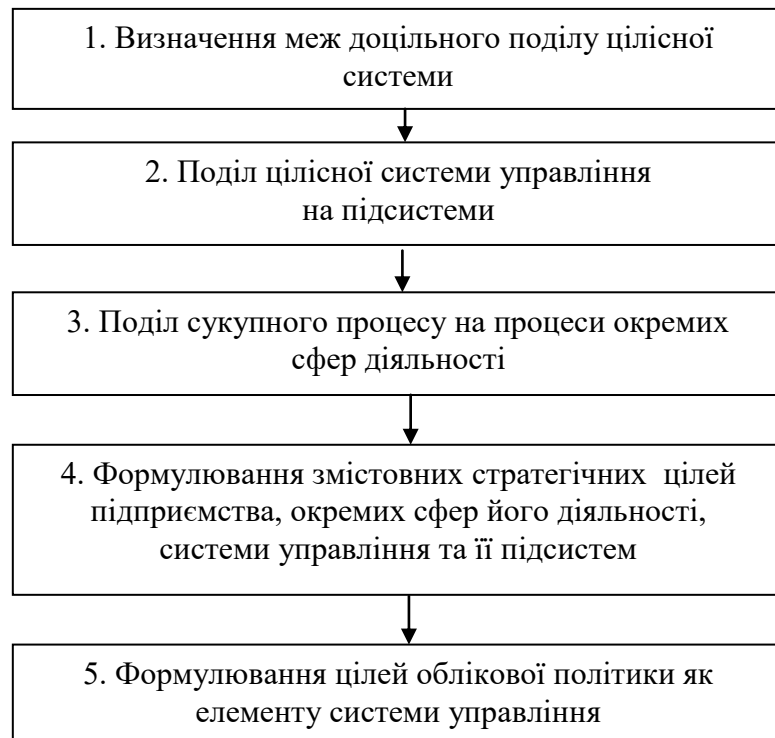 1. Визначення меж доцільного поділу цілісної
системи
2. Поділ цілісної системи управління
на підсистеми
3. Поділ сукупного процесу на процеси окремих
сфер діяльності
4. Формулювання змістовних стратегічних цілей
підприємства, окремих сфер його діяльності,
системи управління та її підсистем
5. Формулювання цілей облікової політики як
елементу системи управління